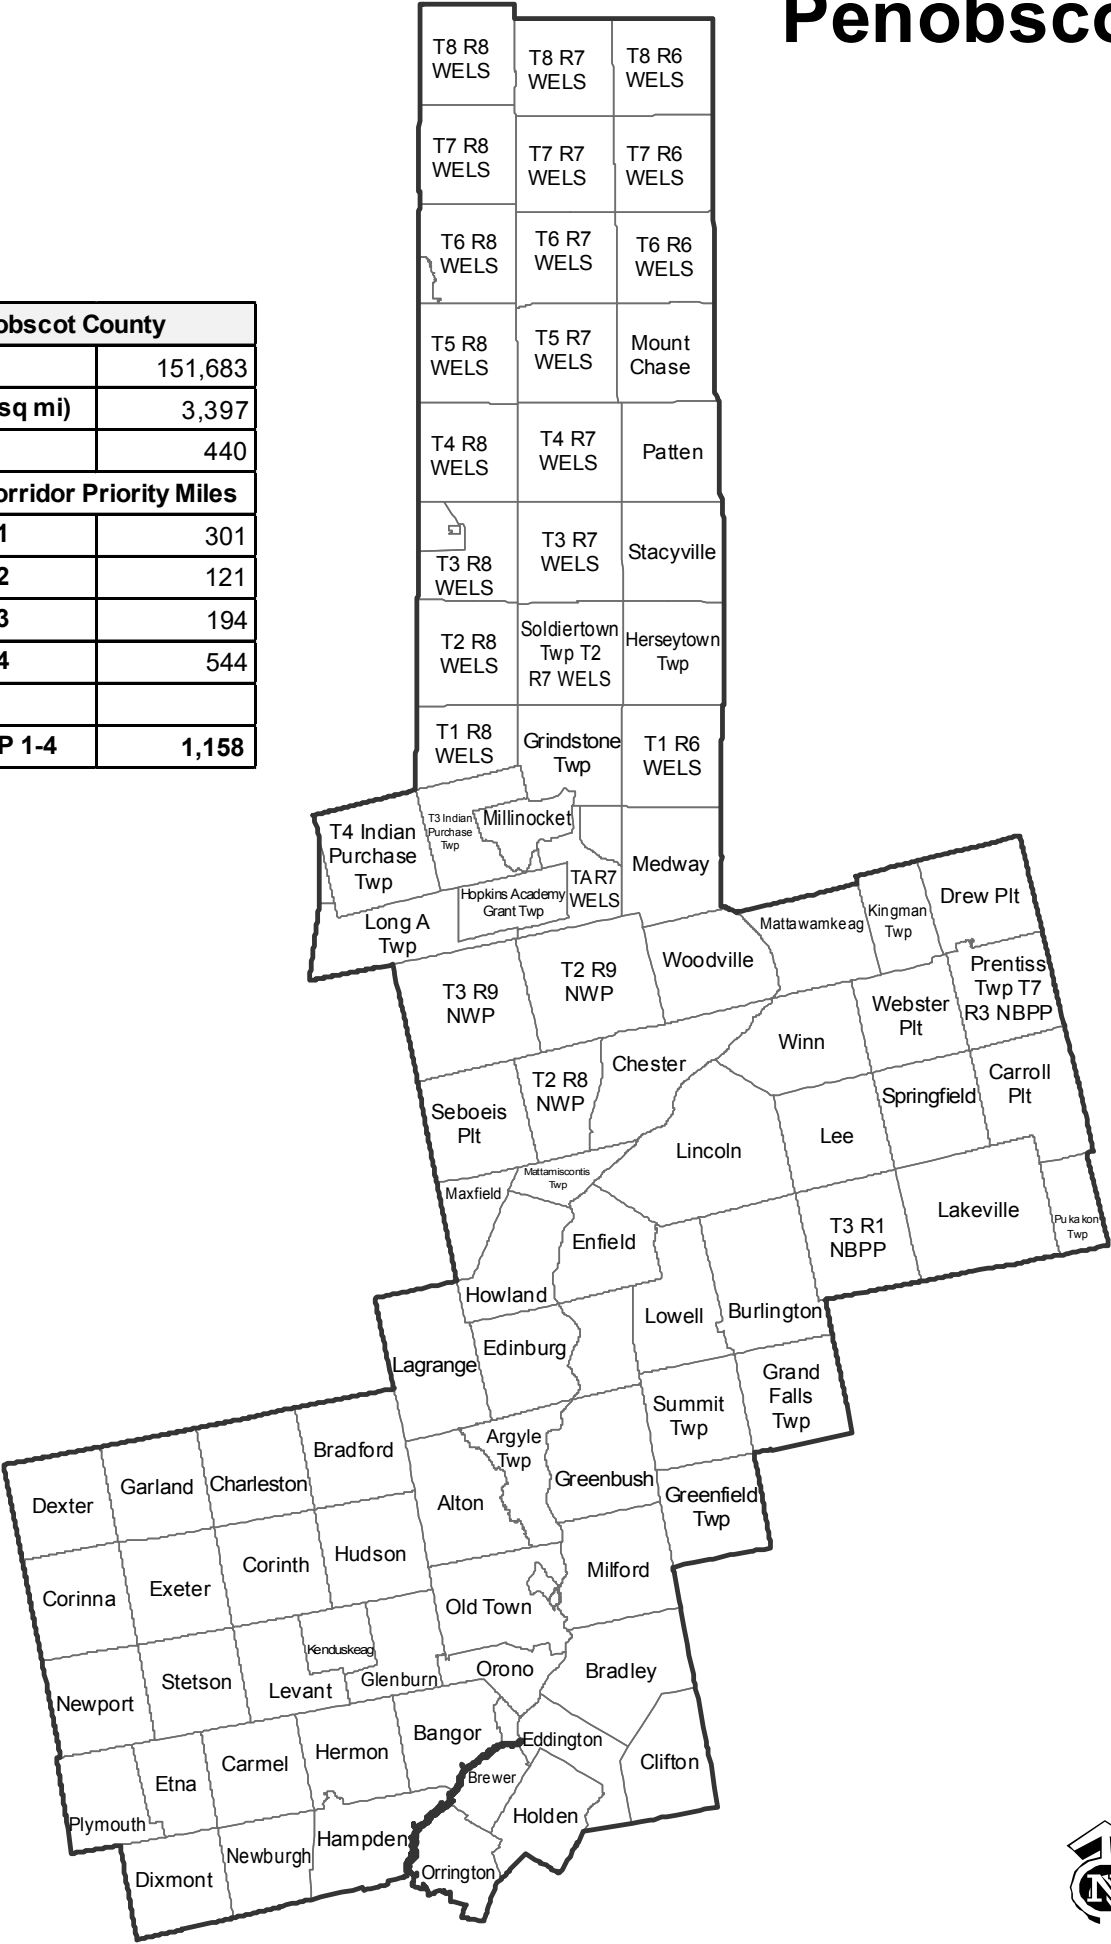 Penobsco
obscot County
151,683
sq mi) 3,397
440
orridor Priority Miles
1 301
2 121
3 194
4 544
P 1-4 1,158
T8 R8
WELS
T8 R7
WELS
T8 R6
WELS
T7 R8
WELS
T7 R7
WELS
T7 R6
WELS
T6 R8
WELS
T6 R7
WELS
T6 R6
WELS
T5 R8
WELS
T5 R7
WELS
Mount
Chase
T4 R8
WELS
T4 R7
WELS
Patten
T3 R8
WELS
T3 R7
WELS
Stacyville
T2 R8
WELS
Soldiertown
Twp T2
R7 WELS
Herseytown
Twp
T1 R8
WELS
Grindstone
Twp
T1 R6
WELS
T4 Indian
Purchase
Twp
T3 Indian
Purchase
Twp
Millinocket
Medway
TA R7
WELS
Hopkins Academy
Grant Twp
Long A
Twp
Mattawamkeag
Kingman
Twp
Drew Plt
T3 R9
NWP
T2 R9
NWP
Woodville
Prentiss
Twp T7
R3 NBPP
Webster
Plt
Winn
Chester
T2 R8
NWP
Seboeis
Plt
Carroll
Plt
Springfield
Lee
Lincoln
Mattamiscontis
Twp
Maxfield
Lakeville
Pukakon
Twp
T3 R1
NBPP
Enfield
Howland
Lowell
Burlington
Edinburg
Lagrange
Grand
Falls
Twp
Summit
Twp
Argyle
Twp
Bradford
Greenbush
Greenfield
Twp
Alton
Charleston
Garland
Dexter
Hudson
Corinth
Exeter
Corinna
Milford
Old Town
Kenduskeag
Glenburn
Orono
Bradley
Levant
Stetson
Newport
Bangor
Eddington
Clifton
Hermon
Carmel
Etna
Brewer
Holden
Plymouth
Hampden
Newburgh
Dixmont
Orrington
N